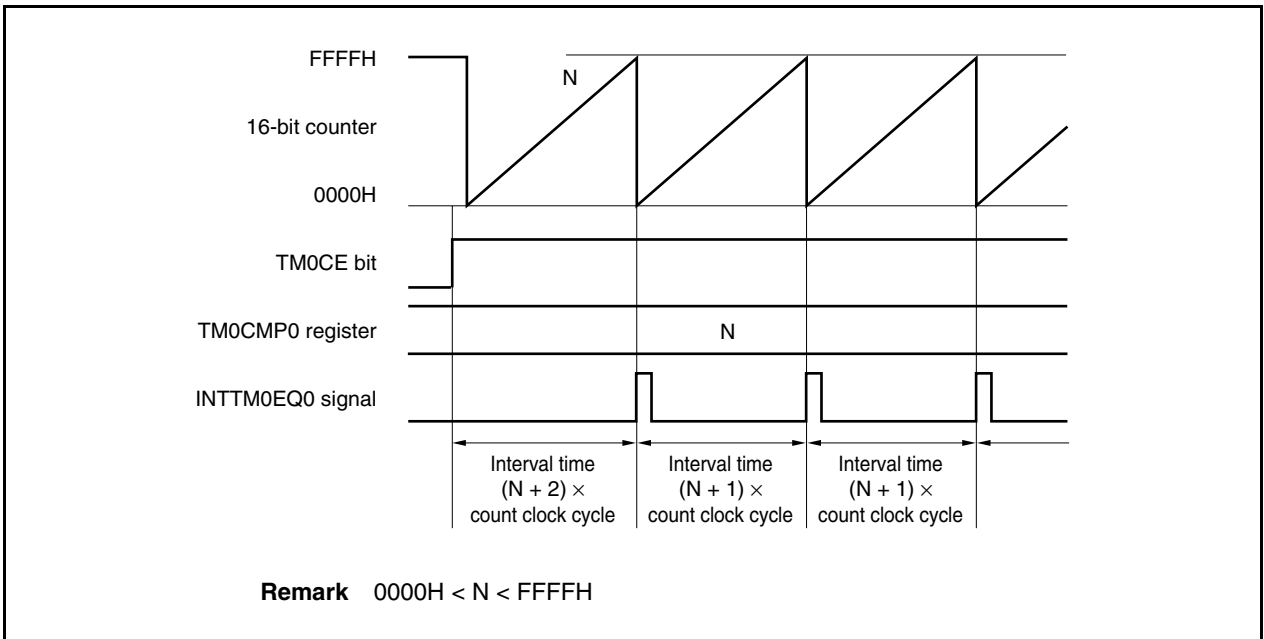 FFFFH
N
16-bit counter
0000H
TM0CE bit
TM0CMP0 register
N
INTTM0EQ0 signal
Interval time
(N + 2) ×
count clock cycle
Interval time
(N + 1) ×
count clock cycle
Interval time
(N + 1) ×
count clock cycle
Remark 0000H < N < FFFFH